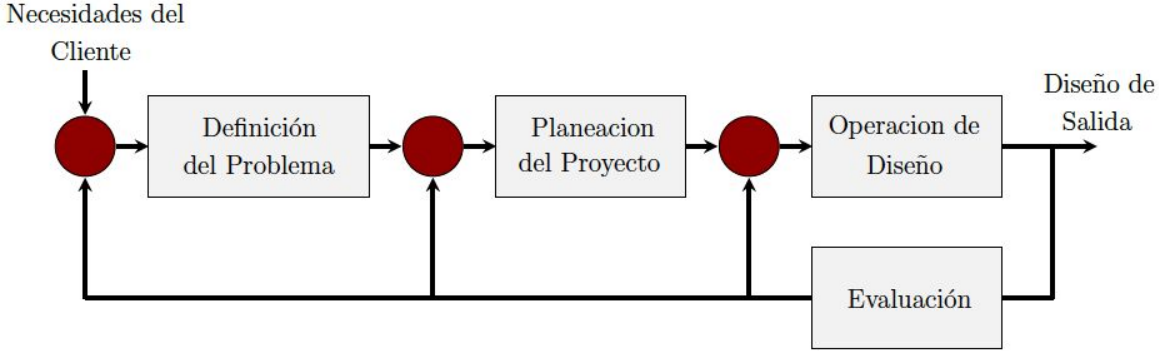 Necesidades del
Cliente
Definición
del Problema
Planeacion
del Proyecto
Operacion de
Diseño
Diseño de
Salida
Evaluación